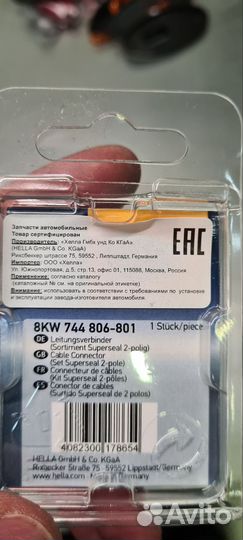 Запчасти автомобильные
Товар сертифицирован
Производитель: «Хелла Гмбх унд Ко КГаА»
(HELLA GmbH & Co. KGaA)
Риксбеккер штрассе 75, 59552 , Липпштадт, Германия
Импортер: ООО «Хелла»
Ул. Южнопортовая, д.5, стр.13, офис 01, 115088, Москва, Россия
Применение: согласно каталогу
(каталожный № см. на оригинальной этикетке)
Внимание: использовать в соответствии с требованиями по установке
и эксплуатации завода-изготовителя автомобиля.
EAC
8KW 744 806-801
1 Stück/piece
DE Leitungsverbinder
(Sortiment Superseal 2-polig)
GB Cable Connector
(Set Superseal 2-pole)
FR Connecteur de câbles
(Kit Superseal 2-pôles)
ES Conector de cables
(Surtido Superseal de 2 polos)
4082300 178654
HELLA GmbH & Co. KGaA
Rixbecker Straße 75 · 59552 Lippstadt/Germany
www.hella.com
Made in Germany
Avito